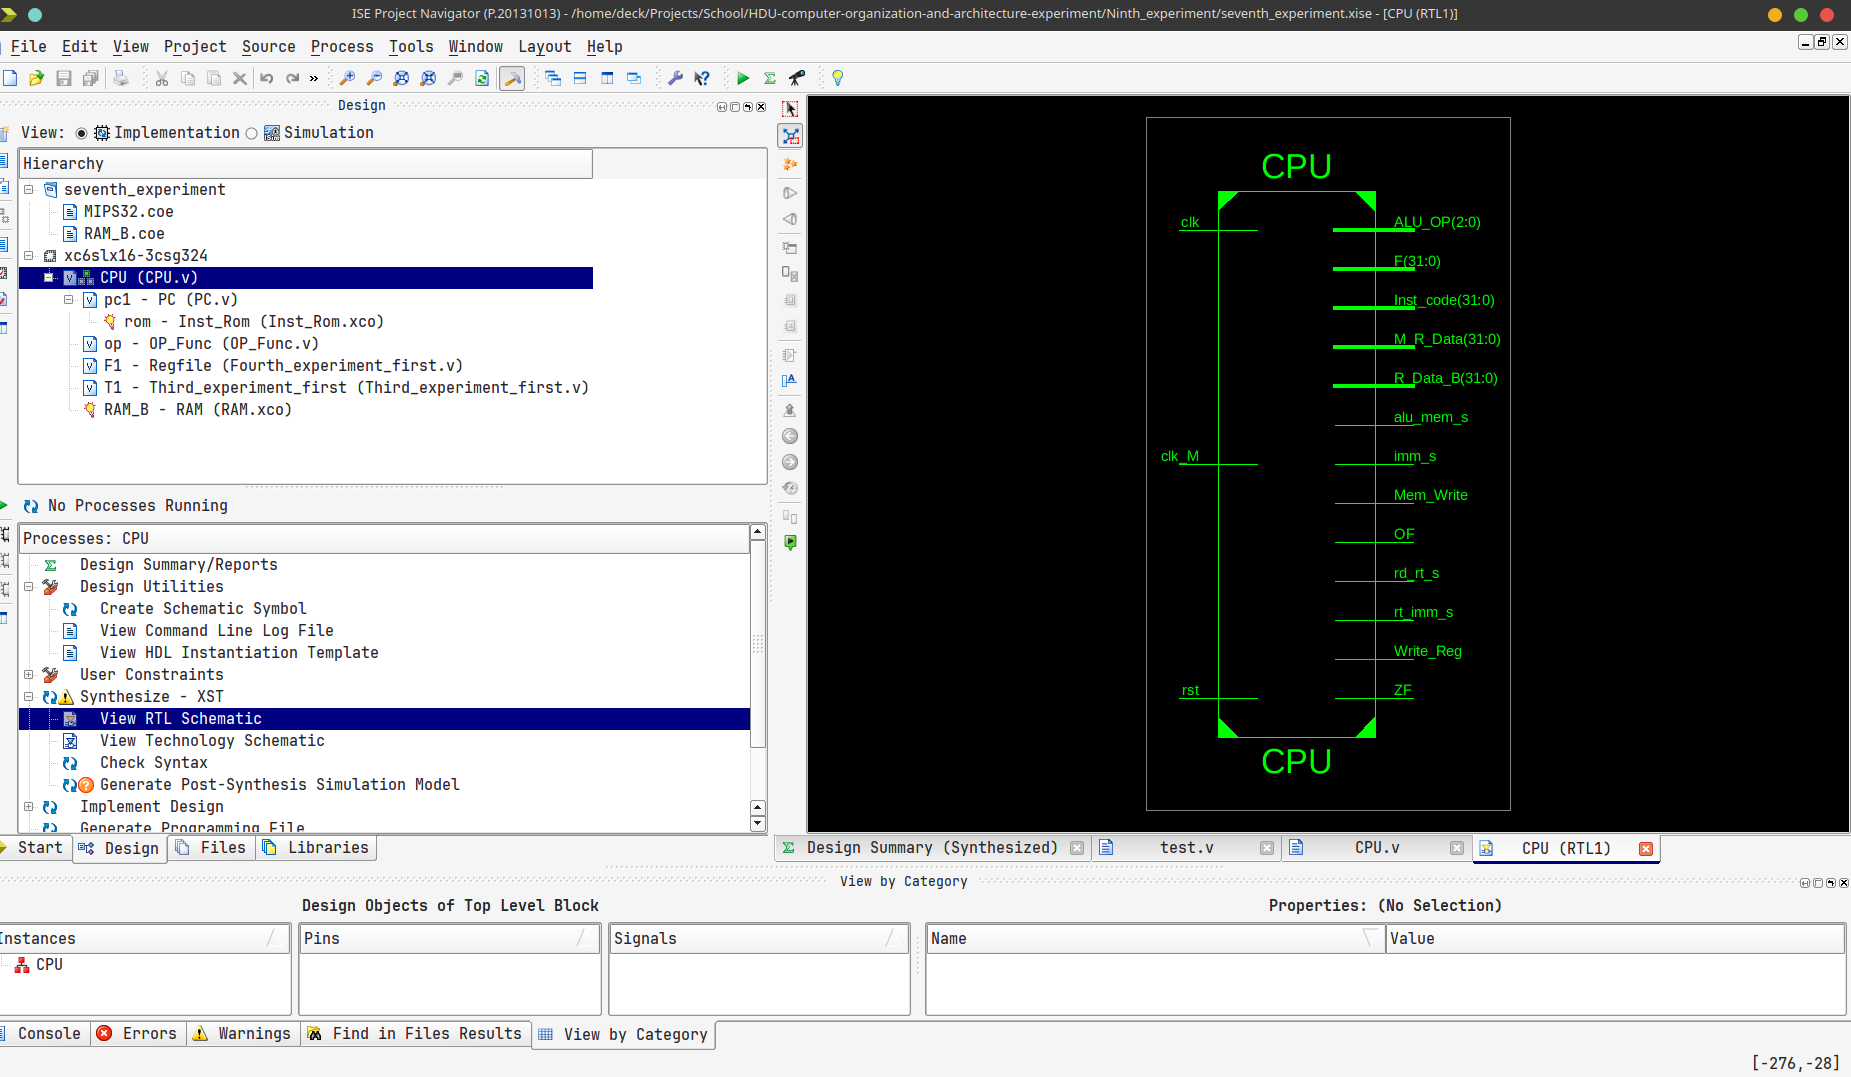 ISE Project Navigator (P.20131013) - /home/deck/Projects/School/HDU-computer-organization-and-architecture-experiment/Ninth_experiment/seventh_experiment.xise - [CPU (RTL1)]
File Edit View Project Source Process Tools Window Layout Help
»
Design
View: Implementation Simulation
Hierarchy
seventh_experiment
MIPS32.coe
RAM_B.coe
xc6slx16-3csg324
CPU (CPU.v)
pc1 - PC (PC.v)
rom - Inst_Rom (Inst_Rom.xco)
op - OP_Func (OP_Func.v)
F1 - Regfile (Fourth_experiment_first.v)
T1 - Third_experiment_first (Third_experiment_first.v)
RAM_B - RAM (RAM.xco)
No Processes Running
Processes: CPU
Design Summary/Reports
Design Utilities
Create Schematic Symbol
View Command Line Log File
View HDL Instantiation Template
User Constraints
Synthesize - XST
View RTL Schematic
View Technology Schematic
Check Syntax
Generate Post-Synthesis Simulation Model
Implement Design
Generate Programming File
Start Design Files Libraries
CPU
clk
clk_M
rst
ALU_OP(2:0)
F(31:0)
Inst_code(31:0)
M_R_Data(31:0)
R_Data_B(31:0)
alu_mem_s
imm_s
Mem_Write
OF
rd_rt_s
rt_imm_s
Write_Reg
ZF
CPU
Design Summary (Synthesized) test.v CPU.v CPU (RTL1)
View by Category
Design Objects of Top Level Block
Properties: (No Selection)
Instances Pins Signals Name Value
CPU
Console Errors Warnings Find in Files Results View by Category
[-276,-28]